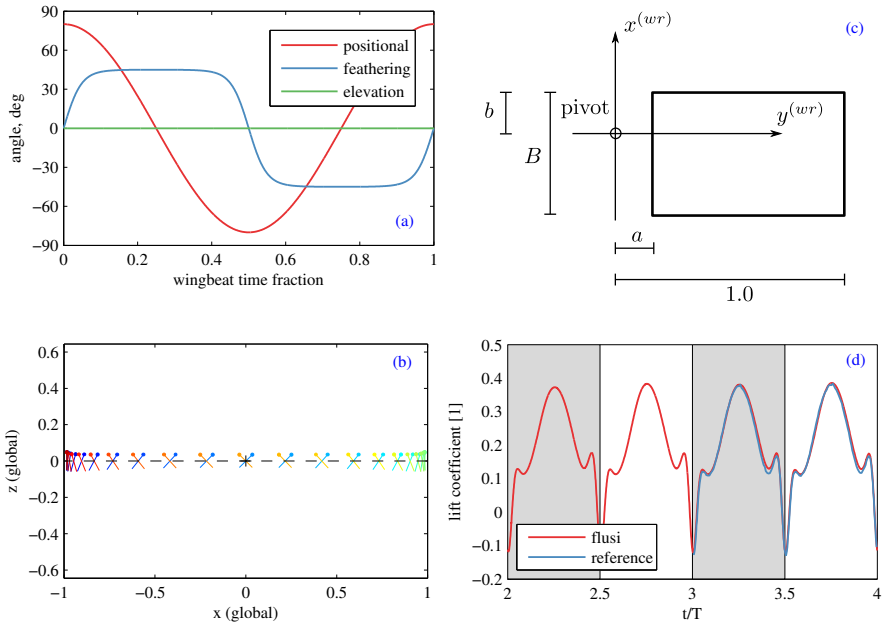 90
60
30
0
−30
−60
−90
angle, deg
positional
feathering
elevation
(a)
0 0.2 0.4 0.6 0.8 1
wingbeat time fraction
(c)
x^(wr)
pivot
y^(wr)
b
B
a
1.0
0.6
0.4
0.2
0
−0.2
−0.4
−0.6
z (global)
(b)
−1 −0.5 0 0.5 1
x (global)
0.5
0.4
0.3
0.2
0.1
0
−0.1
−0.2
lift coefficient [1]
(d)
flusi
reference
2 2.5 3 3.5 4
t/T